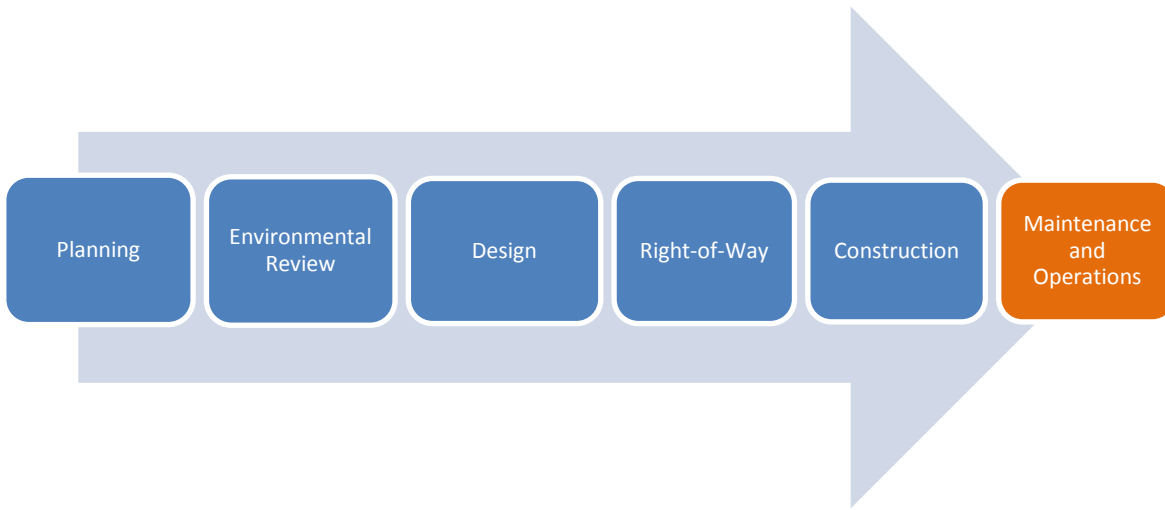 Planning
Environmental
Review
Design
Right-of-Way
Construction
Maintenance
and
Operations